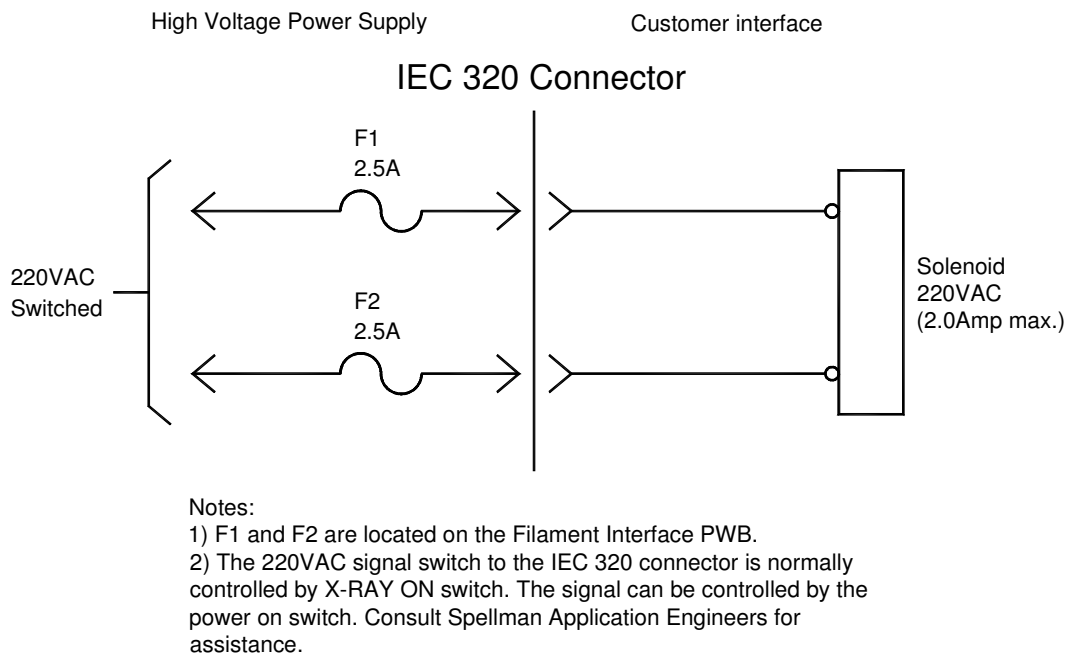 High Voltage Power Supply
Customer interface
IEC 320 Connector
F1
2.5A
220VAC
Switched
F2
2.5A
Solenoid
220VAC
(2.0Amp max.)
Notes:
1) F1 and F2 are located on the Filament Interface PWB.
2) The 220VAC signal switch to the IEC 320 connector is normally
controlled by X-RAY ON switch. The signal can be controlled by the
power on switch. Consult Spellman Application Engineers for
assistance.